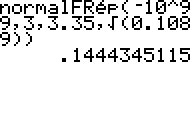 normalFRép(-10^9
9,3,3.35,√(0.108
9))
.1444345115